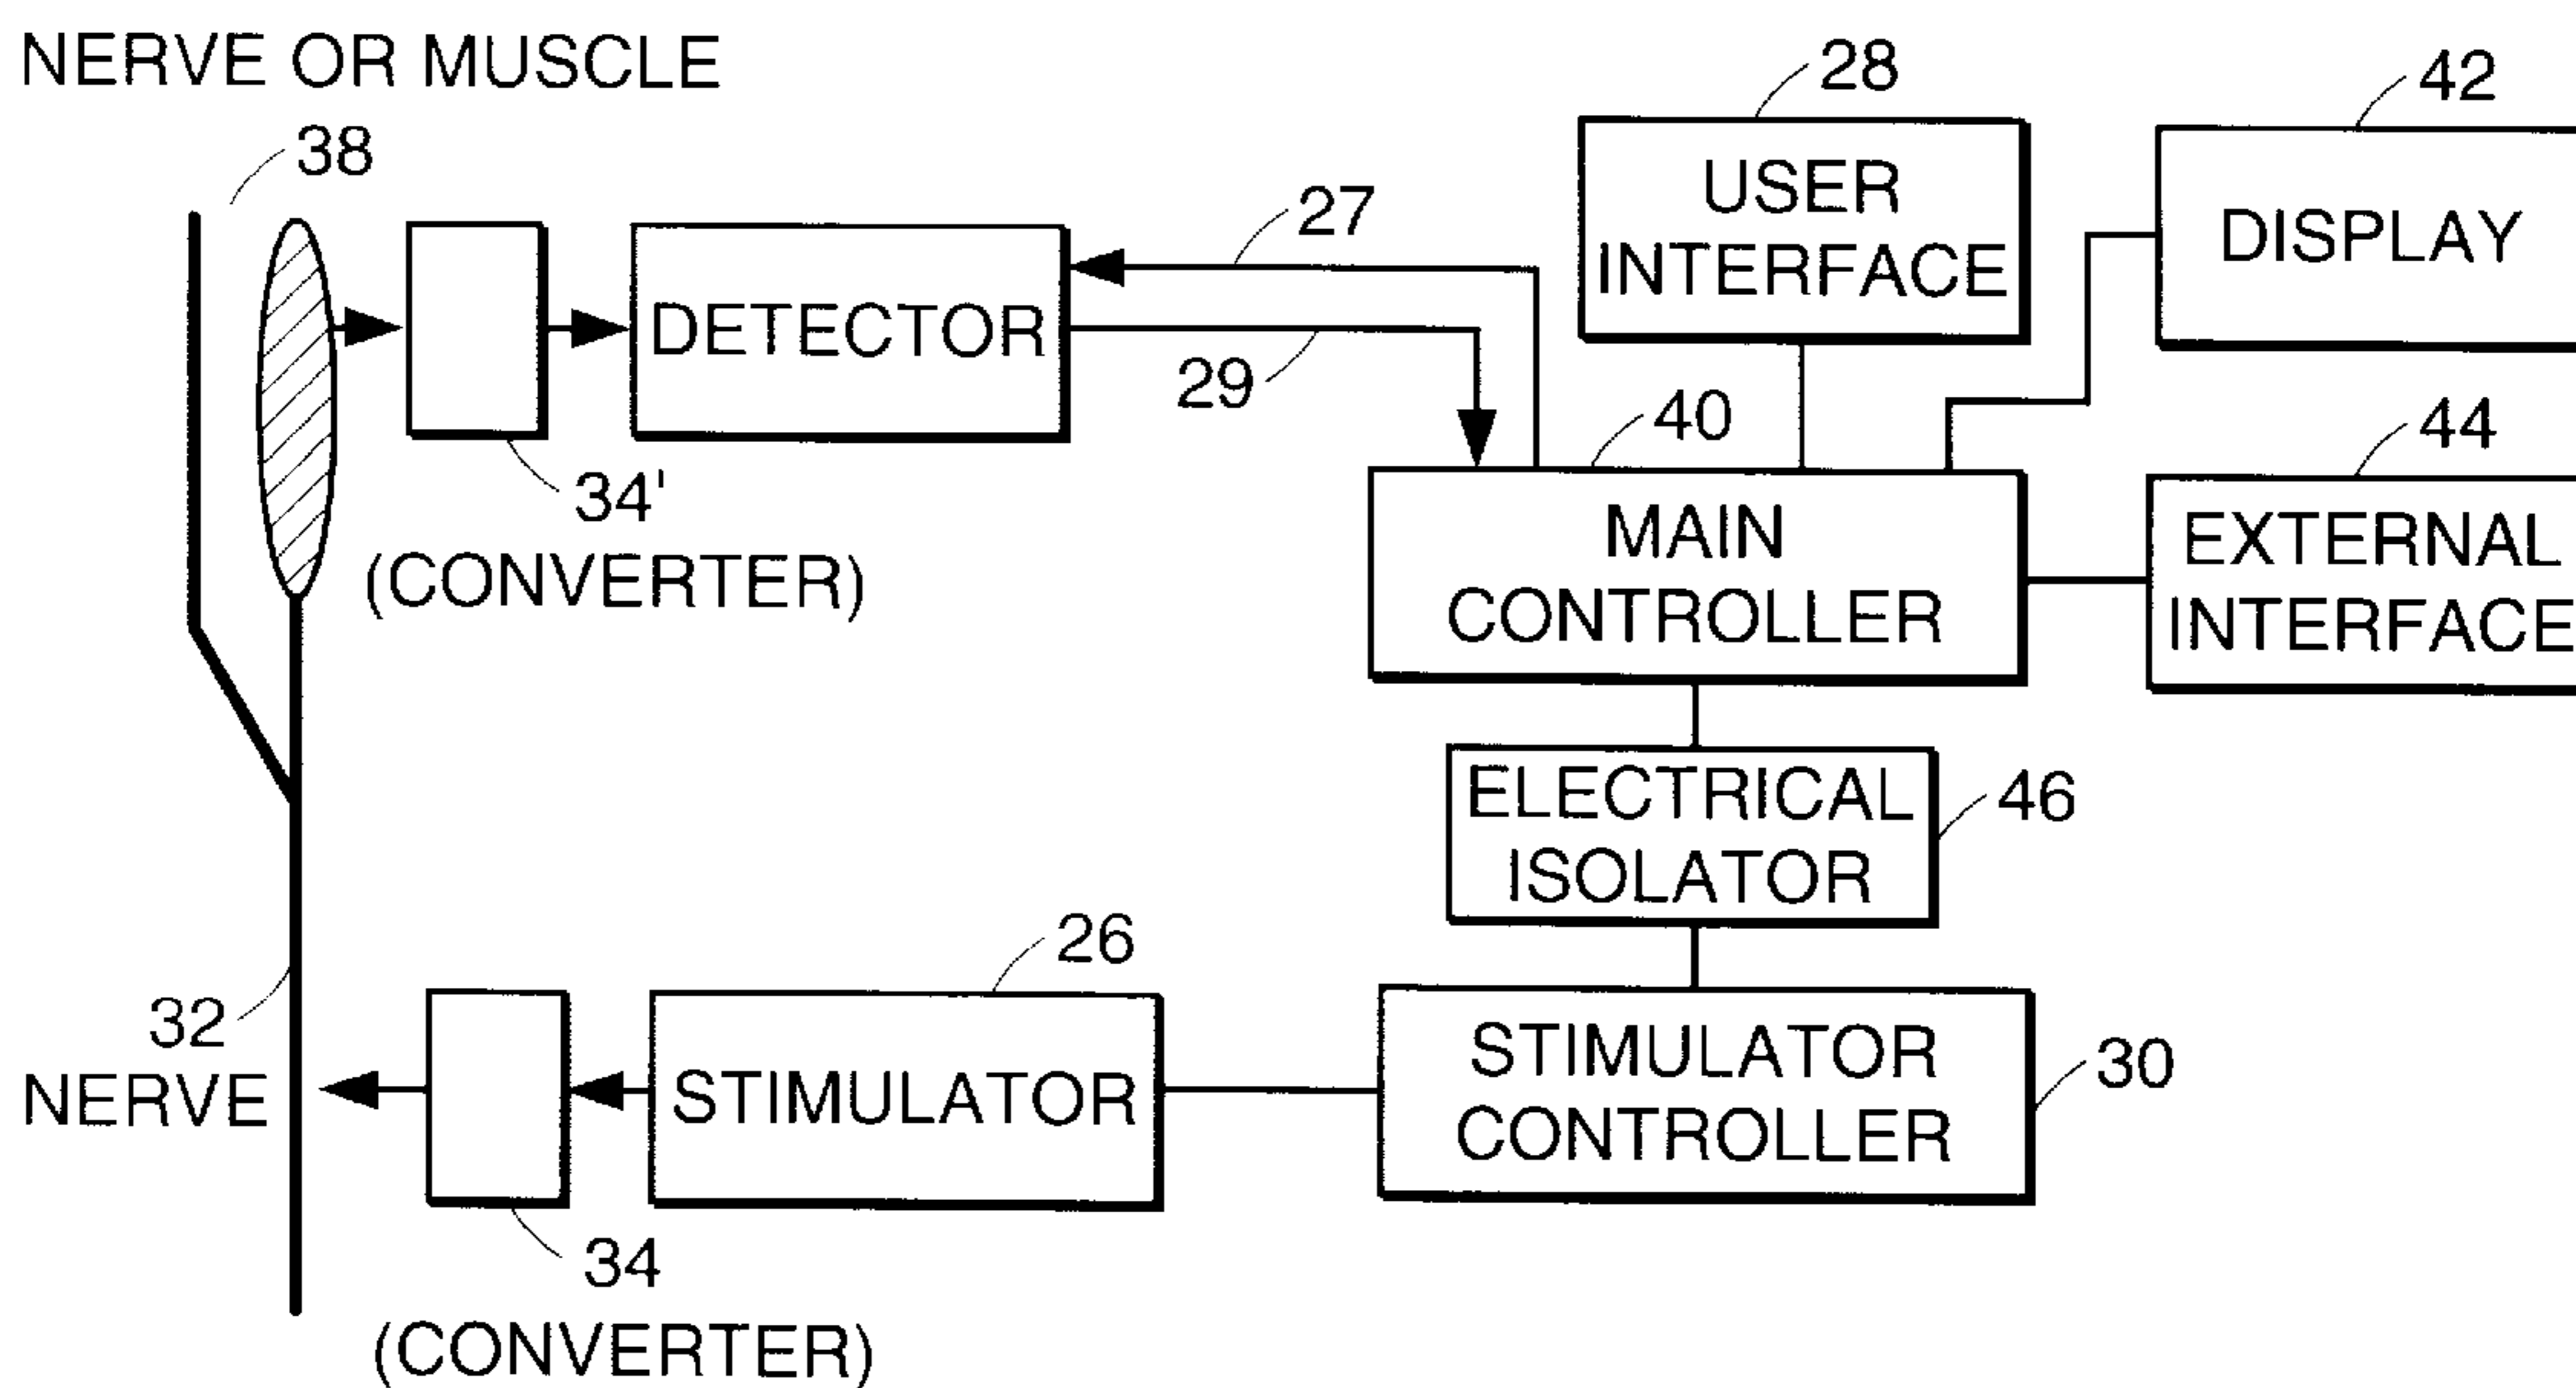 NERVE OR MUSCLE
38
34'
(CONVERTER)
DETECTOR
27
29
28
USER
INTERFACE
42
DISPLAY
40
MAIN
CONTROLLER
44
EXTERNAL
INTERFACE
ELECTRICAL
ISOLATOR
46
32
NERVE
34
(CONVERTER)
26
STIMULATOR
STIMULATOR
CONTROLLER
30